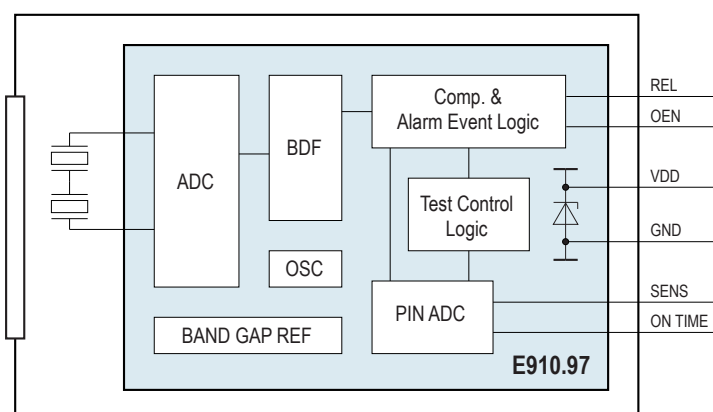 REL
Comp. &
Alarm Event Logic
OEN
ADC
BDF
VDD
Test Control
Logic
GND
OSC
SENS
PIN ADC
ON TIME
BAND GAP REF
E910.97